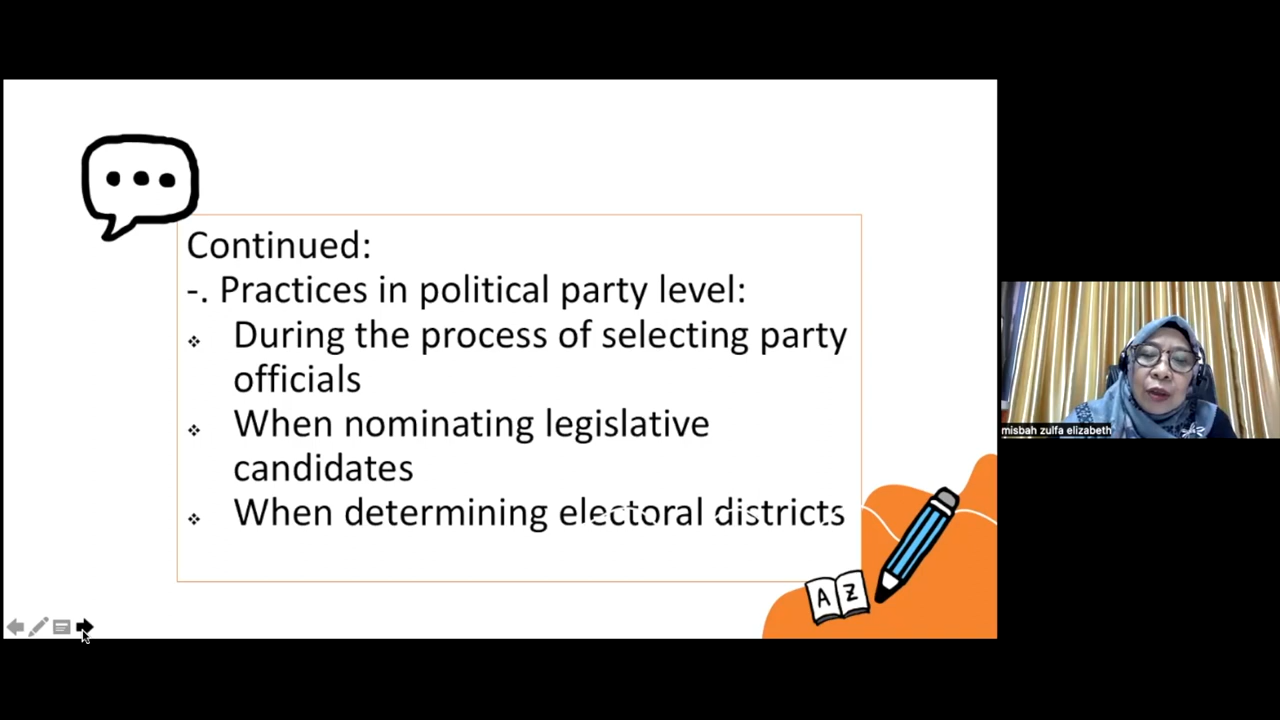 Continued:
-. Practices in political party level:
❖ During the process of selecting party
officials
❖ When nominating legislative
candidates
❖ When determining electoral districts
A Z
misbah zulfa elizabeth